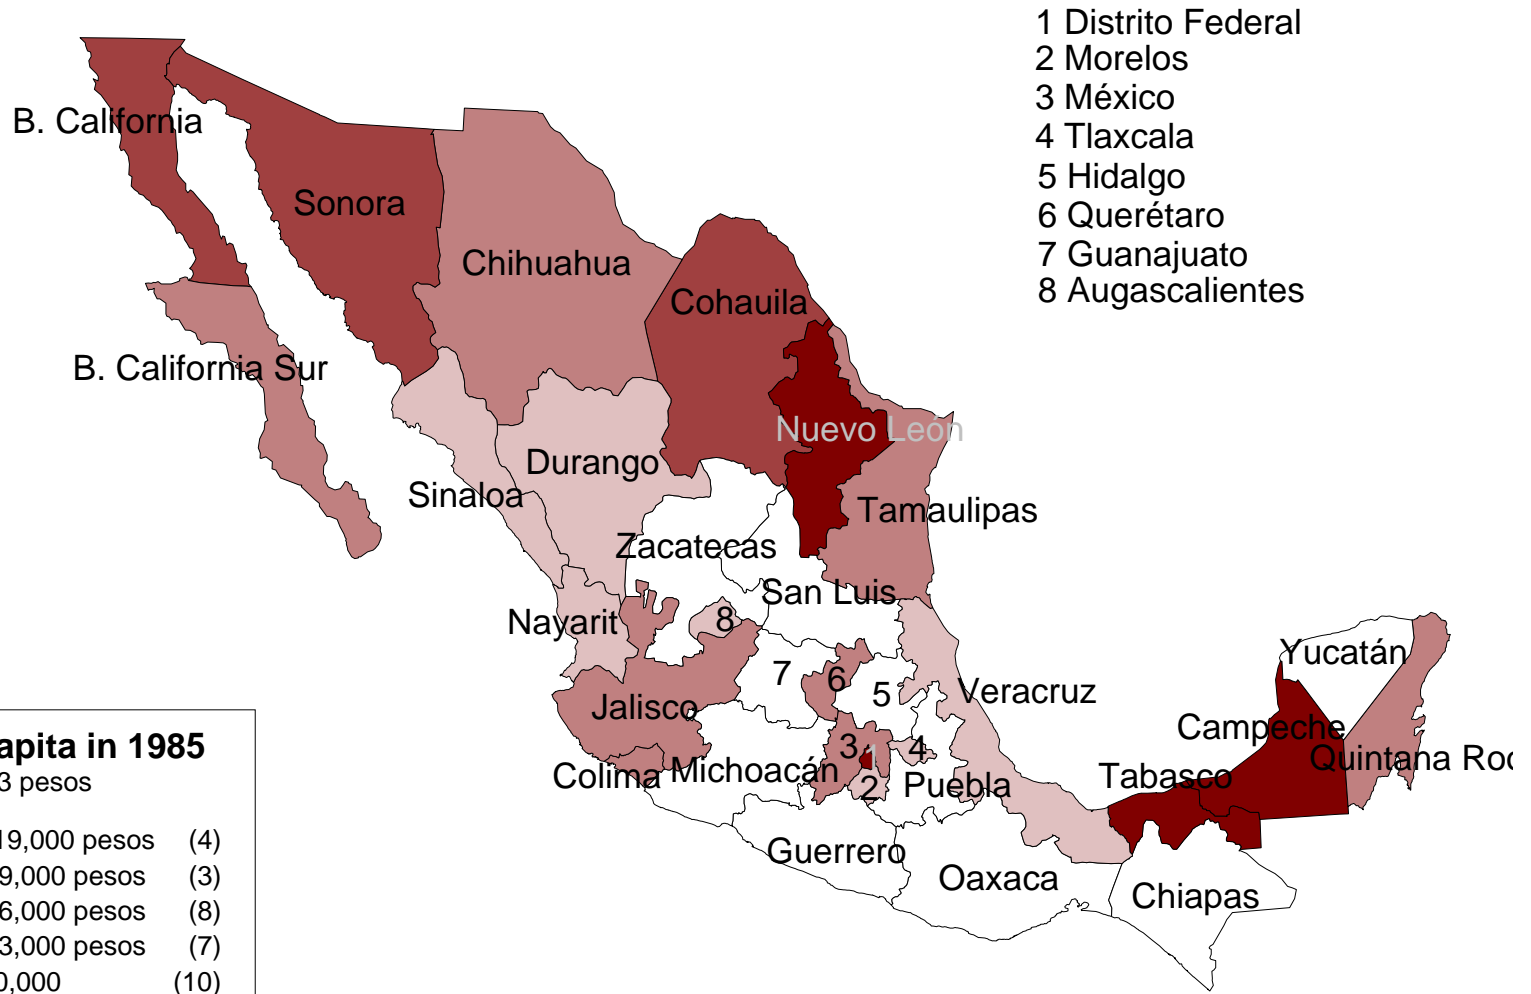 1 Distrito Federal
2 Morelos
3 México
4 Tlaxcala
5 Hidalgo
6 Querétaro
7 Guanajuato
8 Augascalientes
B. California
Sonora
Chihuahua
Cohauila
B. California Sur
Nuevo León
Durango
Sinaloa
Tamaulipas
Zacatecas
San Luis
Nayarit
8
Yucatán
7
6
5
Veracruz
Jalisco
Campeche
3
1
4
Quintana Roo
Colima
Michoacán
Tabasco
2
Puebla
Guerrero
Oaxaca
Chiapas
apita in 1985
3 pesos
19,000 pesos (4)
9,000 pesos (3)
6,000 pesos (8)
3,000 pesos (7)
0,000 (10)